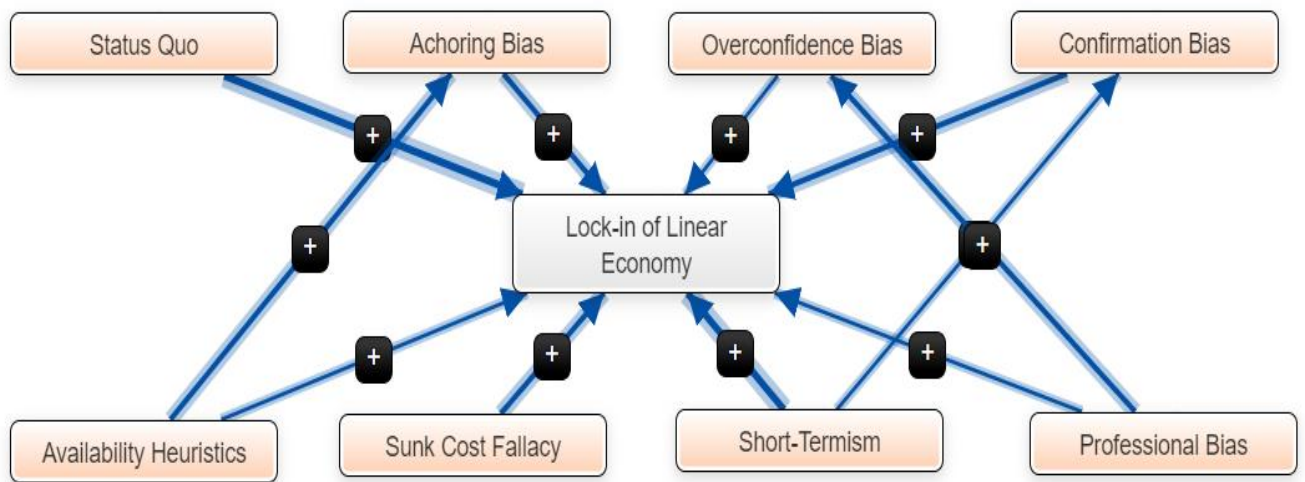 Status Quo
Achoring Bias
Overconfidence Bias
Confirmation Bias
+
+
+
+
Lock-in of Linear
Economy
+
+
+
+
+
+
Availability Heuristics
Sunk Cost Fallacy
Short-Termism
Professional Bias